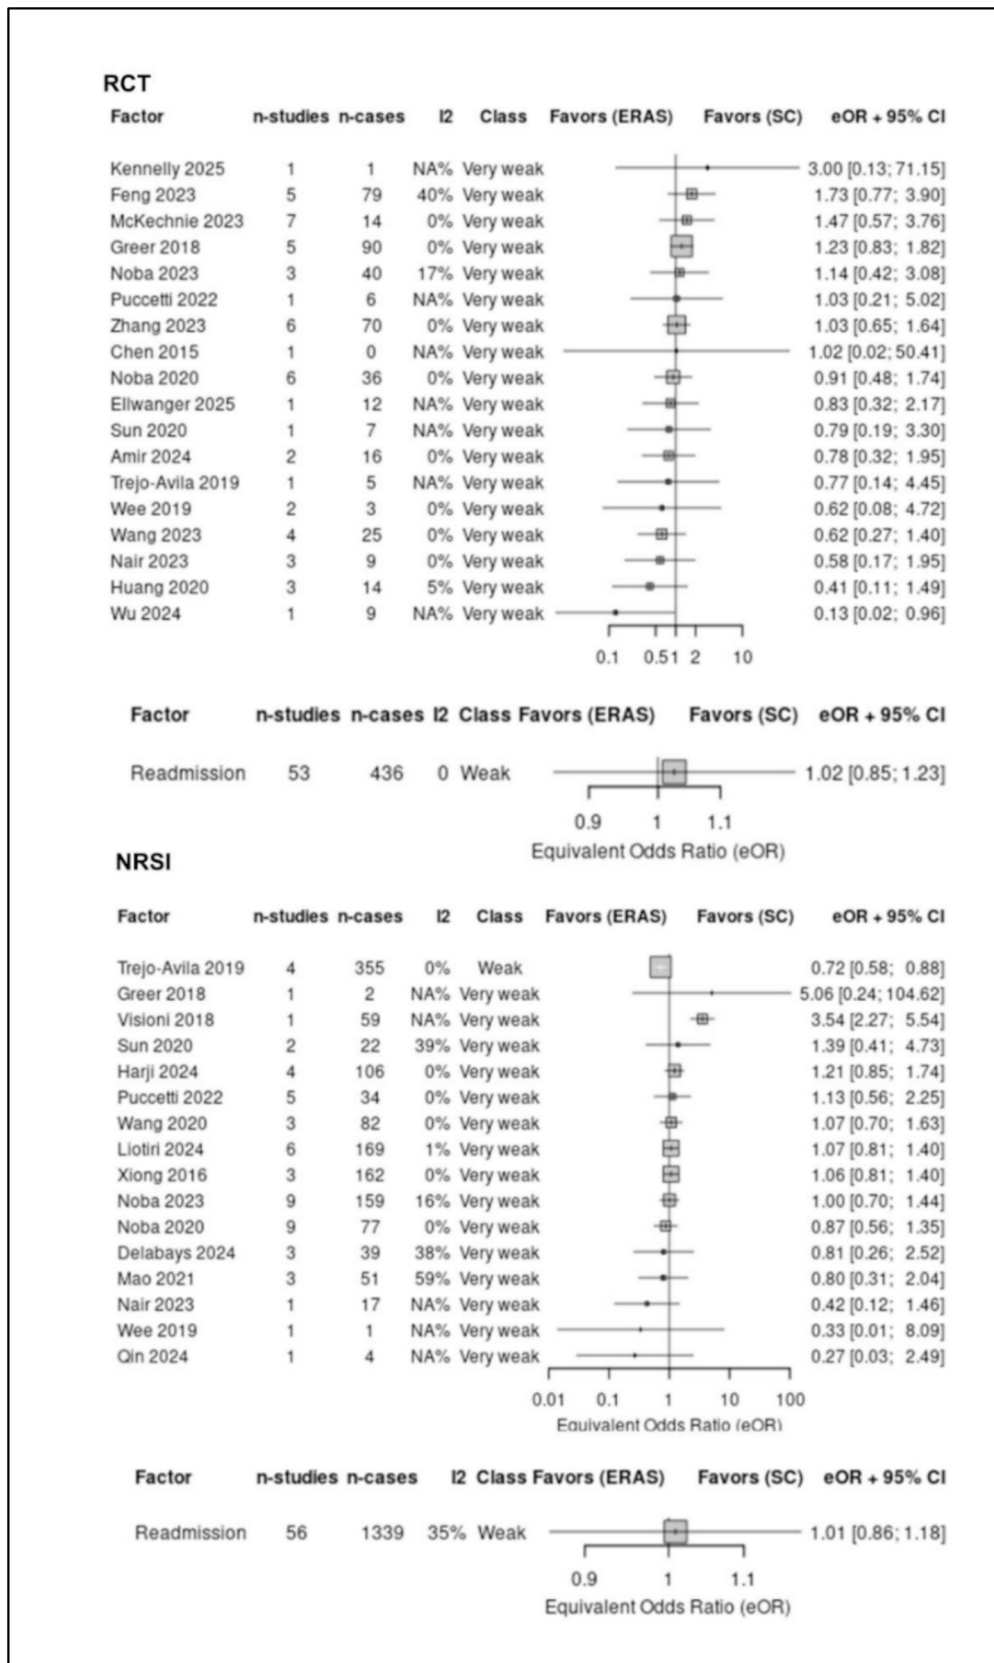 RCT
Factor n-studies n-cases I2 Class Favors (ERAS) Favors (SC) eOR + 95% CI
Kennelly 2025 1 1 NA% Very weak 3.00 [0.13; 71.15]
Feng 2023 5 79 40% Very weak 1.73 [0.77; 3.90]
McKechnie 2023 7 14 0% Very weak 1.47 [0.57; 3.76]
Greer 2018 5 90 0% Very weak 1.23 [0.83; 1.82]
Noba 2023 3 40 17% Very weak 1.14 [0.42; 3.08]
Puccetti 2022 1 6 NA% Very weak 1.03 [0.21; 5.02]
Zhang 2023 6 70 0% Very weak 1.03 [0.65; 1.64]
Chen 2015 1 0 NA% Very weak 1.02 [0.02; 50.41]
Noba 2020 6 36 0% Very weak 0.91 [0.48; 1.74]
Ellwanger 2025 1 12 NA% Very weak 0.83 [0.32; 2.17]
Sun 2020 1 7 NA% Very weak 0.79 [0.19; 3.30]
Amir 2024 2 16 0% Very weak 0.78 [0.32; 1.95]
Trejo-Avila 2019 1 5 NA% Very weak 0.77 [0.14; 4.45]
Wee 2019 2 3 0% Very weak 0.62 [0.08; 4.72]
Wang 2023 4 25 0% Very weak 0.62 [0.27; 1.40]
Nair 2023 3 9 0% Very weak 0.58 [0.17; 1.95]
Huang 2020 3 14 5% Very weak 0.41 [0.11; 1.49]
Wu 2024 1 9 NA% Very weak 0.13 [0.02; 0.96]
0.1 0.5 1 2 10
Factor n-studies n-cases I2 Class Favors (ERAS) Favors (SC) eOR + 95% CI
Readmission 53 436 0 Weak 1.02 [0.85; 1.23]
0.9 1 1.1
Equivalent Odds Ratio (eOR)
NRSI
Factor n-studies n-cases I2 Class Favors (ERAS) Favors (SC) eOR + 95% CI
Trejo-Avila 2019 4 355 0% Weak 0.72 [0.58; 0.88]
Greer 2018 1 2 NA% Very weak 5.06 [0.24; 104.62]
Visioni 2018 1 59 NA% Very weak 3.54 [2.27; 5.54]
Sun 2020 2 22 39% Very weak 1.39 [0.41; 4.73]
Harji 2024 4 106 0% Very weak 1.21 [0.85; 1.74]
Puccetti 2022 5 34 0% Very weak 1.13 [0.56; 2.25]
Wang 2020 3 82 0% Very weak 1.07 [0.70; 1.63]
Liotiri 2024 6 169 1% Very weak 1.07 [0.81; 1.40]
Xiong 2016 3 162 0% Very weak 1.06 [0.81; 1.40]
Noba 2023 9 159 16% Very weak 1.00 [0.70; 1.44]
Noba 2020 9 77 0% Very weak 0.87 [0.56; 1.35]
Delabays 2024 3 39 38% Very weak 0.81 [0.26; 2.52]
Mao 2021 3 51 59% Very weak 0.80 [0.31; 2.04]
Nair 2023 1 17 NA% Very weak 0.42 [0.12; 1.46]
Wee 2019 1 1 NA% Very weak 0.33 [0.01; 8.09]
Qin 2024 1 4 NA% Very weak 0.27 [0.03; 2.49]
0.01 0.1 1 10 100
Equivalent Odds Ratio (eOR)
Factor n-studies n-cases I2 Class Favors (ERAS) Favors (SC) eOR + 95% CI
Readmission 56 1339 35% Weak 1.01 [0.86; 1.18]
0.9 1 1.1
Equivalent Odds Ratio (eOR)